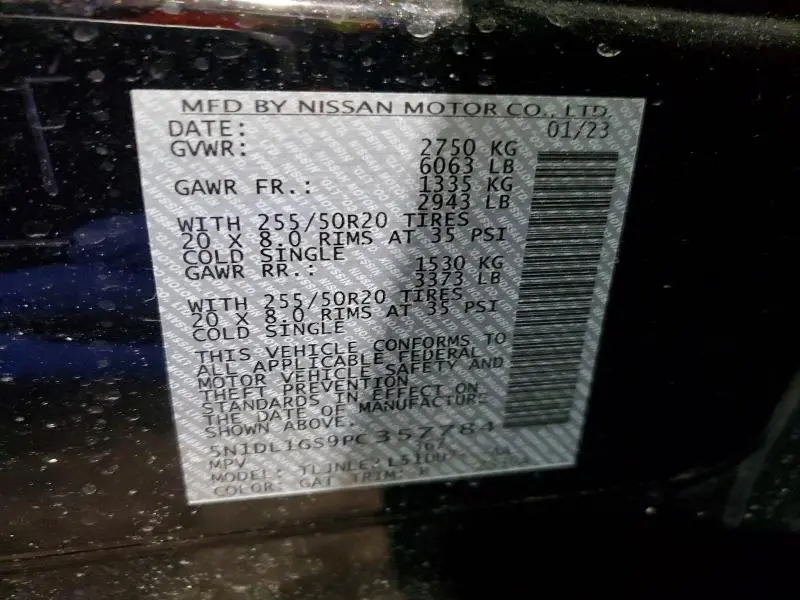 MFD BY NISSAN MOTOR CO., LTD.
DATE: 01/23
GVWR: 2750 KG
6063 LB
GAWR FR.: 1335 KG
2943 LB
WITH 255/50R20 TIRES
20 X 8.0 RIMS AT 35 PSI
COLD SINGLE
GAWR RR.: 1530 KG
3373 LB
WITH 255/50R20 TIRES
20 X 8.0 RIMS AT 35 PSI
COLD SINGLE
THIS VEHICLE CONFORMS TO
ALL APPLICABLE FEDERAL
MOTOR VEHICLE SAFETY AND
THEFT PREVENTION
STANDARDS IN EFFECT ON
THE DATE OF MANUFACTURE
SHOWN ABOVE.
5N1DL1GS9PC357784
MPV
MODEL:
COLOR: GAT TRIM: